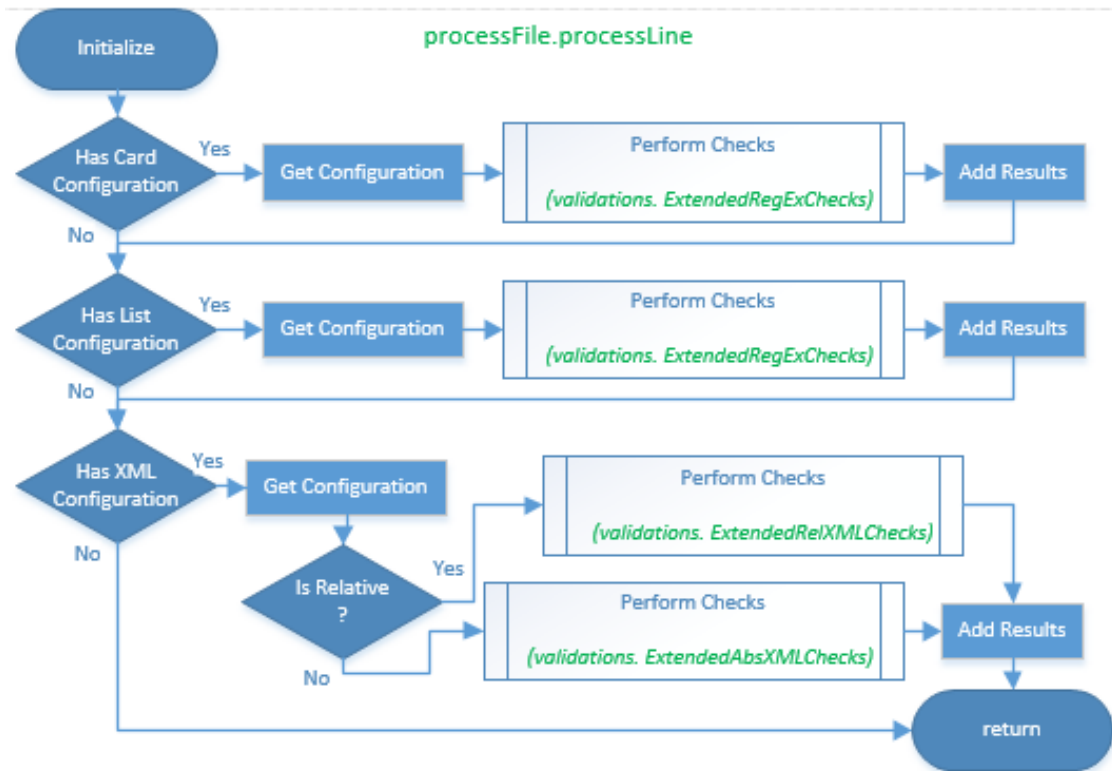 processFile.processLine
Initialize
Has Card
Configuration
Yes
Get Configuration
Perform Checks
(validations. ExtendedRegExChecks)
Add Results
No
Has List
Configuration
Yes
Get Configuration
Perform Checks
(validations. ExtendedRegExChecks)
Add Results
No
Has XML
Configuration
Yes
Get Configuration
Perform Checks
(validations. ExtendedRelXMLChecks)
No
Is Relative
?
Yes
Perform Checks
(validations. ExtendedAbsXMLChecks)
No
Add Results
return